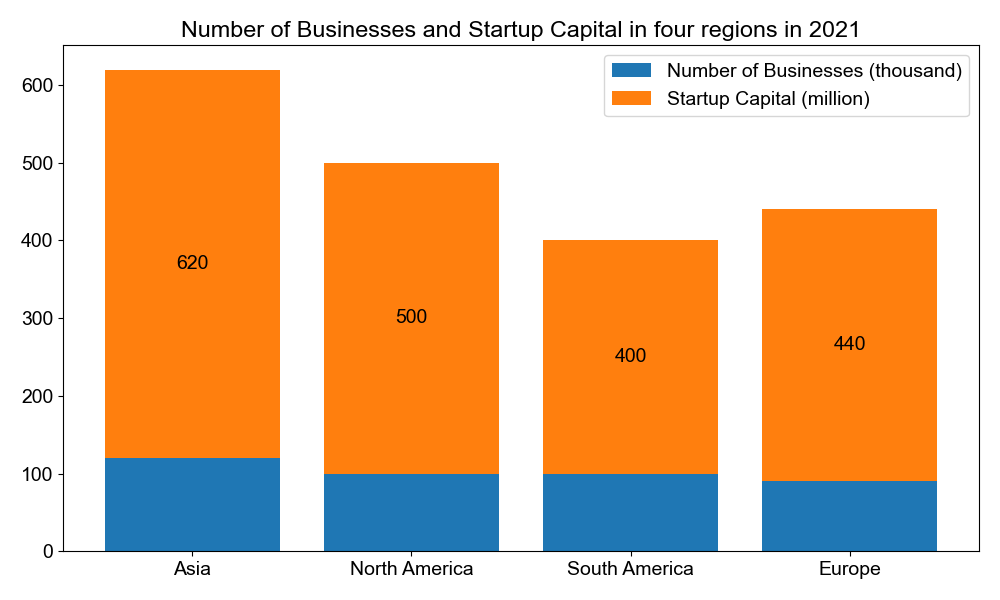 Number of Businesses and Startup Capital in four regions in 2021
Number of Businesses (thousand)
Startup Capital (million)
600
500
400
300
200
100
0
620
500
400
440
Asia
North America
South America
Europe